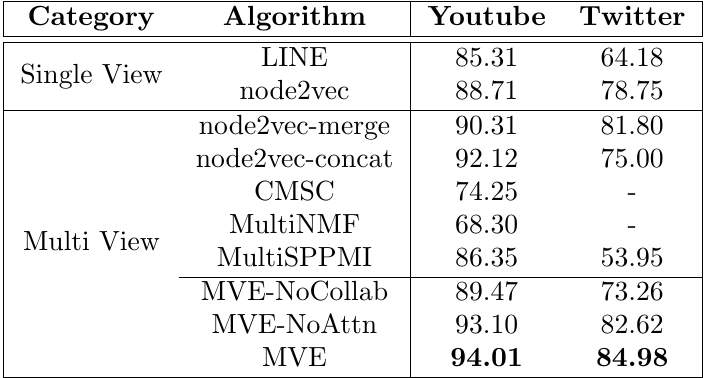 Category Algorithm Youtube Twitter
Single View
LINE 85.31 64.18
node2vec 88.71 78.75
Multi View
node2vec-merge 90.31 81.80
node2vec-concat 92.12 75.00
CMSC 74.25 -
MultiNMF 68.30 -
MultiSPPMI 86.35 53.95
MVE-NoCollab 89.47 73.26
MVE-NoAttn 93.10 82.62
MVE 94.01 84.98